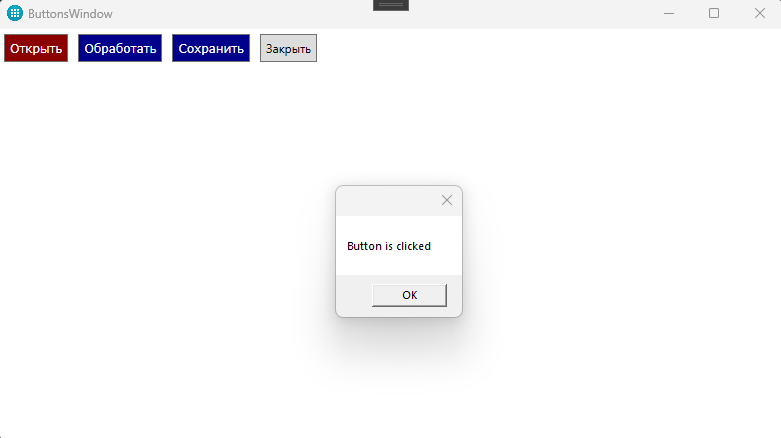 ButtonsWindow
Открыть Обработать Сохранить Закрыть
Button is clicked
OK